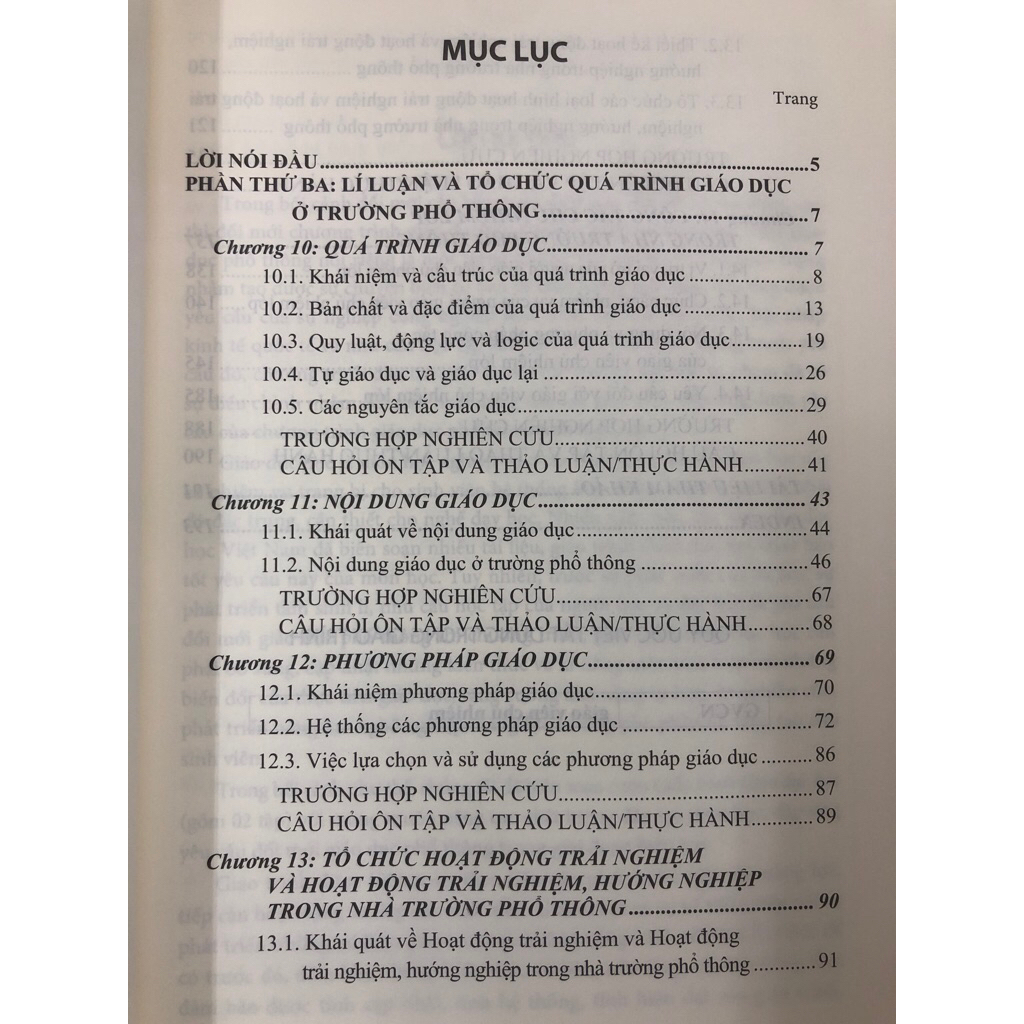 MỤC LỤC
Trang
LỜI NÓI ĐẦU.......................................................................................5
PHẦN THỨ BA: LÍ LUẬN VÀ TỔ CHỨC QUÁ TRÌNH GIÁO DỤC
Ở TRƯỜNG PHỔ THÔNG...............................................7
Chương 10: QUÁ TRÌNH GIÁO DỤC.............................................. 7
10.1. Khái niệm và cấu trúc của quá trình giáo dục ......................8
10.2. Bản chất và đặc điểm của quá trình giáo dục ....................13
10.3. Quy luật, động lực và logic của quá trình giáo dục.............19
10.4. Tự giáo dục và giáo dục lại ..............................................26
10.5. Các nguyên tắc giáo dục..................................................29
TRƯỜNG HỢP NGHIÊN CỨU.............................................40
CÂU HỎI ÔN TẬP VÀ THẢO LUẬN/THỰC HÀNH...........41
Chương 11: NỘI DUNG GIÁO DỤC................................................ 43
11.1. Khái quát về nội dung giáo dục.........................................44
11.2. Nội dung giáo dục ở trường phổ thông ..............................46
TRƯỜNG HỢP NGHIÊN CỨU.............................................67
CÂU HỎI ÔN TẬP VÀ THẢO LUẬN/THỰC HÀNH...........68
Chương 12: PHƯƠNG PHÁP GIÁO DỤC....................................... 69
12.1. Khái niệm phương pháp giáo dục......................................70
12.2. Hệ thống các phương pháp giáo dục .................................72
12.3. Việc lựa chọn và sử dụng các phương pháp giáo dục ..........86
TRƯỜNG HỢP NGHIÊN CỨU.............................................87
CÂU HỎI ÔN TẬP VÀ THẢO LUẬN/THỰC HÀNH...........89
Chương 13: TỔ CHỨC HOẠT ĐỘNG TRẢI NGHIỆM
VÀ HOẠT ĐỘNG TRẢI NGHIỆM, HƯỚNG NGHIỆP
TRONG NHÀ TRƯỜNG PHỔ THÔNG................................ 90
13.1. Khái quát về Hoạt động trải nghiệm và Hoạt động
trải nghiệm, hướng nghiệp trong nhà trường phổ thông ...........91